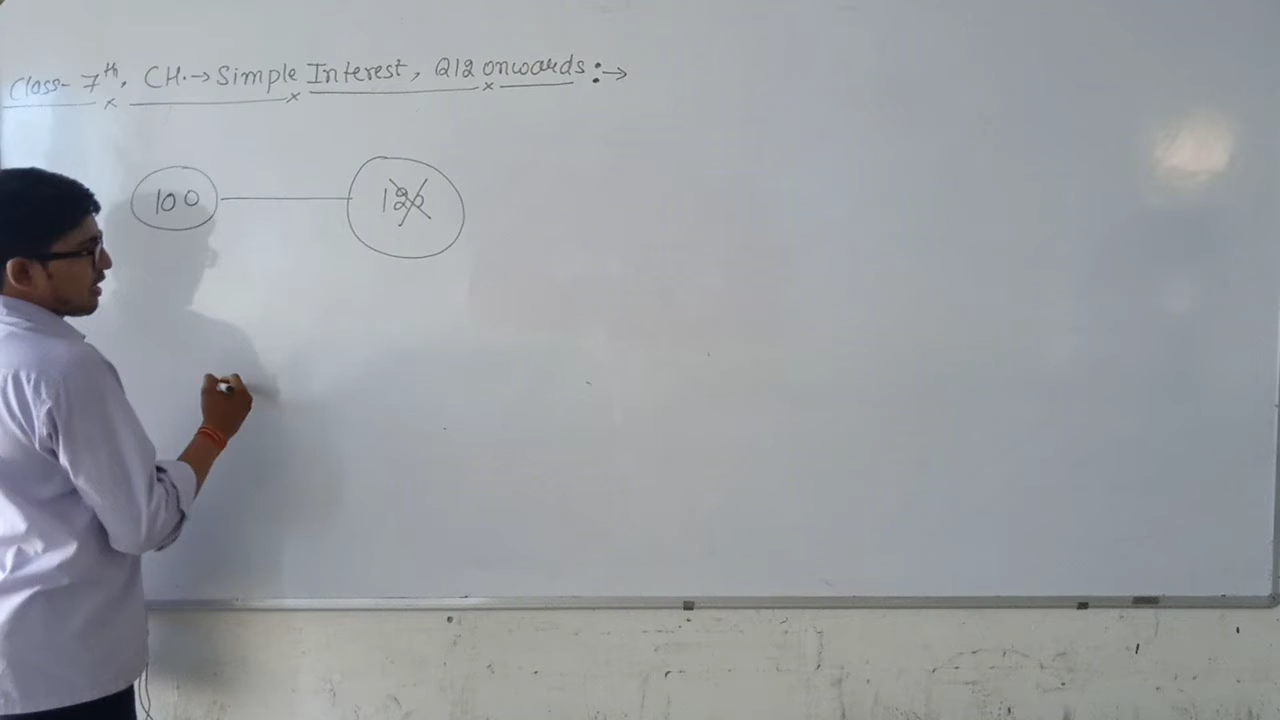 Class- 7th, CH.→ Simple Interest, Q12 onwards:→
100 120